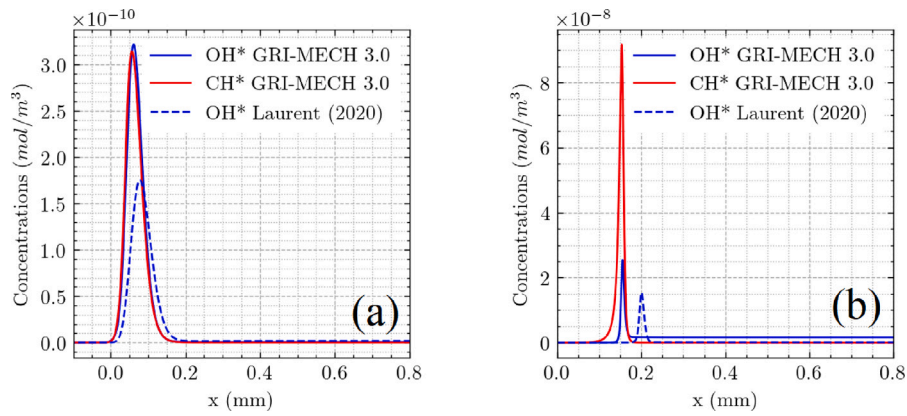 ×10−10
OH* GRI-MECH 3.0
CH* GRI-MECH 3.0
OH* Laurent (2020)
3.0
2.5
2.0
1.5
1.0
0.5
0.0
Concentrations (mol/m³)
0.0 0.2 0.4 0.6 0.8
x (mm)
(a)
×10−8
OH* GRI-MECH 3.0
CH* GRI-MECH 3.0
OH* Laurent (2020)
8
6
4
2
0
Concentrations (mol/m³)
0.0 0.2 0.4 0.6 0.8
x (mm)
(b)